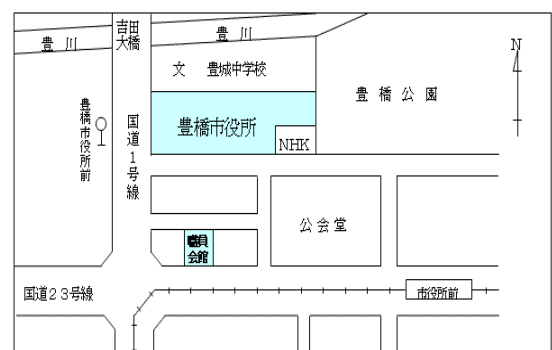 吉田
大橋
豊 川
豊 川
文 豊城中学校
N
豊 橋 公 園
豊橋市役所
NHK
豊橋市役所前
国道1号線
公 会 堂
職員
会館
国道23号線
市役所前